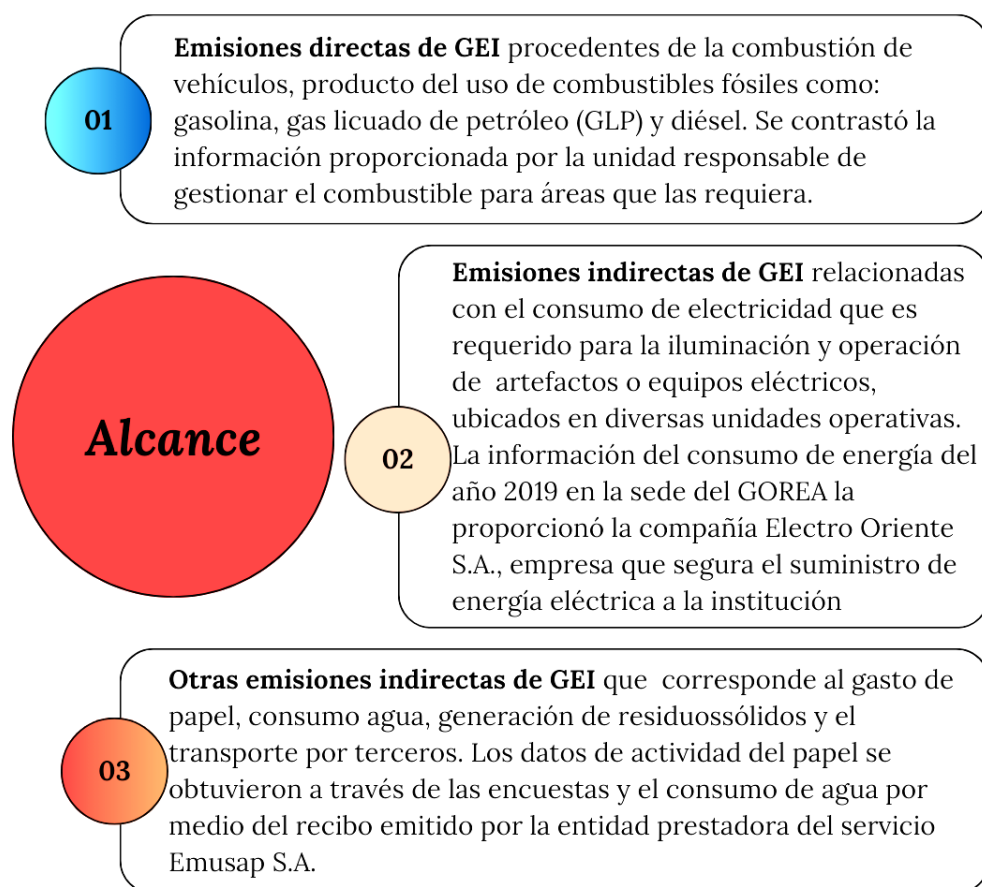 01
Emisiones directas de GEI procedentes de la combustión de
vehículos, producto del uso de combustibles fósiles como:
gasolina, gas licuado de petróleo (GLP) y diésel. Se contrastó la
información proporcionada por la unidad responsable de
gestionar el combustible para áreas que las requiera.
Alcance
02
Emisiones indirectas de GEI relacionadas
con el consumo de electricidad que es
requerido para la iluminación y operación
de  artefactos o equipos eléctricos,
ubicados en diversas unidades operativas.
La información del consumo de energía del
año 2019 en la sede del GOREA la
proporcionó la compañía Electro Oriente
S.A., empresa que segura el suministro de
energía eléctrica a la institución
03
Otras emisiones indirectas de GEI que  corresponde al gasto de
papel, consumo agua, generación de residuossólidos y el
transporte por terceros. Los datos de actividad del papel se
obtuvieron a través de las encuestas y el consumo de agua por
medio del recibo emitido por la entidad prestadora del servicio
Emusap S.A.